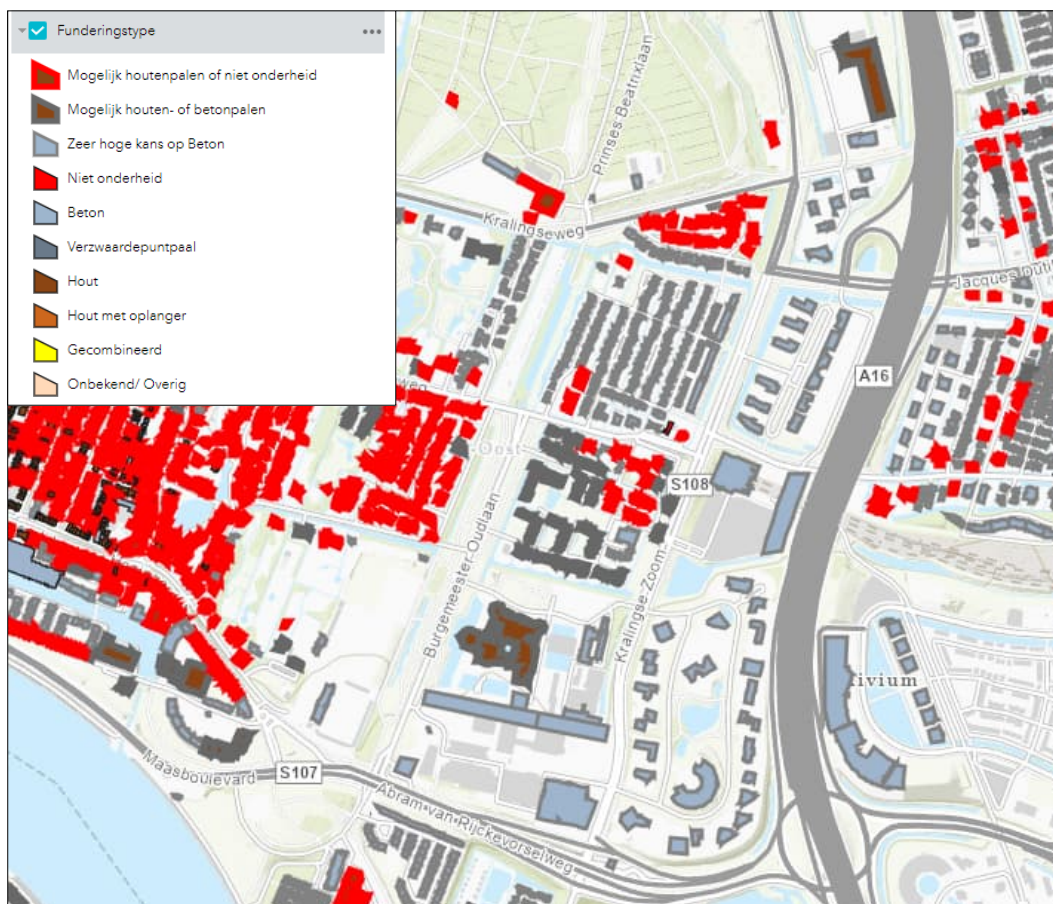 Funderingstype
Mogelijk houtenpalen of niet onderheid
Mogelijk houten- of betonpalen
Zeer hoge kans op Beton
Niet onderheid
Beton
Verzwaardepuntpaal
Hout
Hout met oplanger
Gecombineerd
Onbekend/ Overig
Prinses Beatrixlaan
Kralingseweg
A16
-Oost
S108
Burgemeester Oudlaan
Kralingse Zoom
ivium
Maasboulevard
S107
Abram van Rijckevorselweg